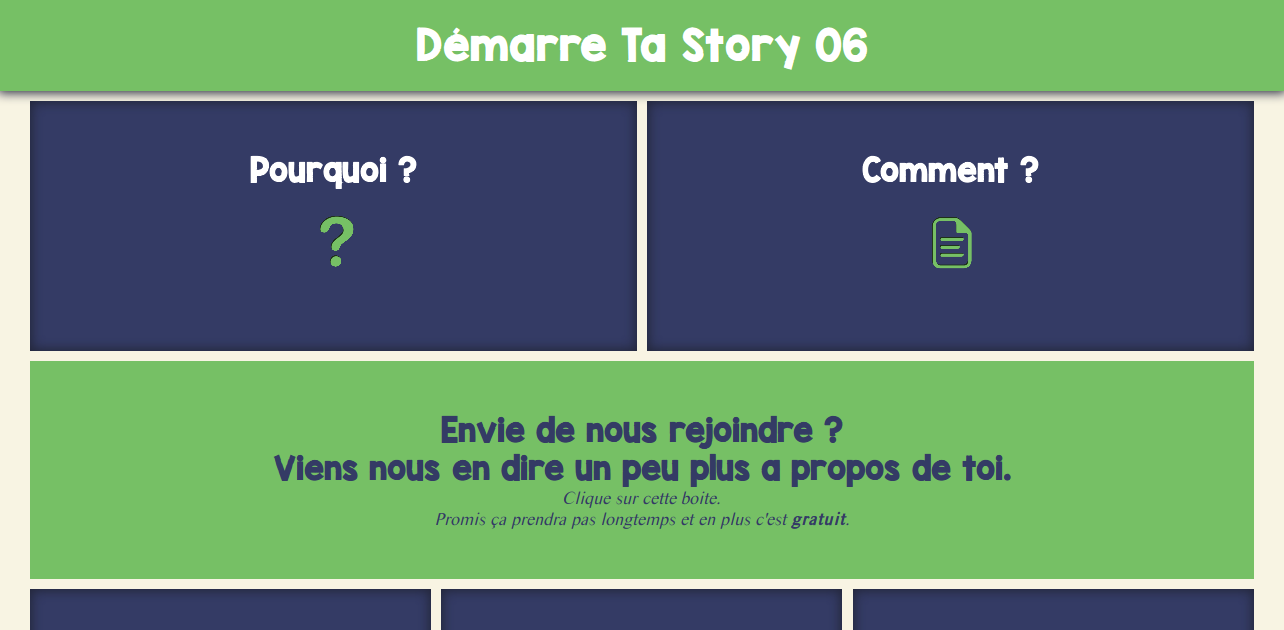 Démarre Ta Story 06
Pourquoi ?
?
Comment ?
Envie de nous rejoindre ?
Viens nous en dire un peu plus a propos de toi.
Clique sur cette boite.
Promis ça prendra pas longtemps et en plus c'est gratuit.